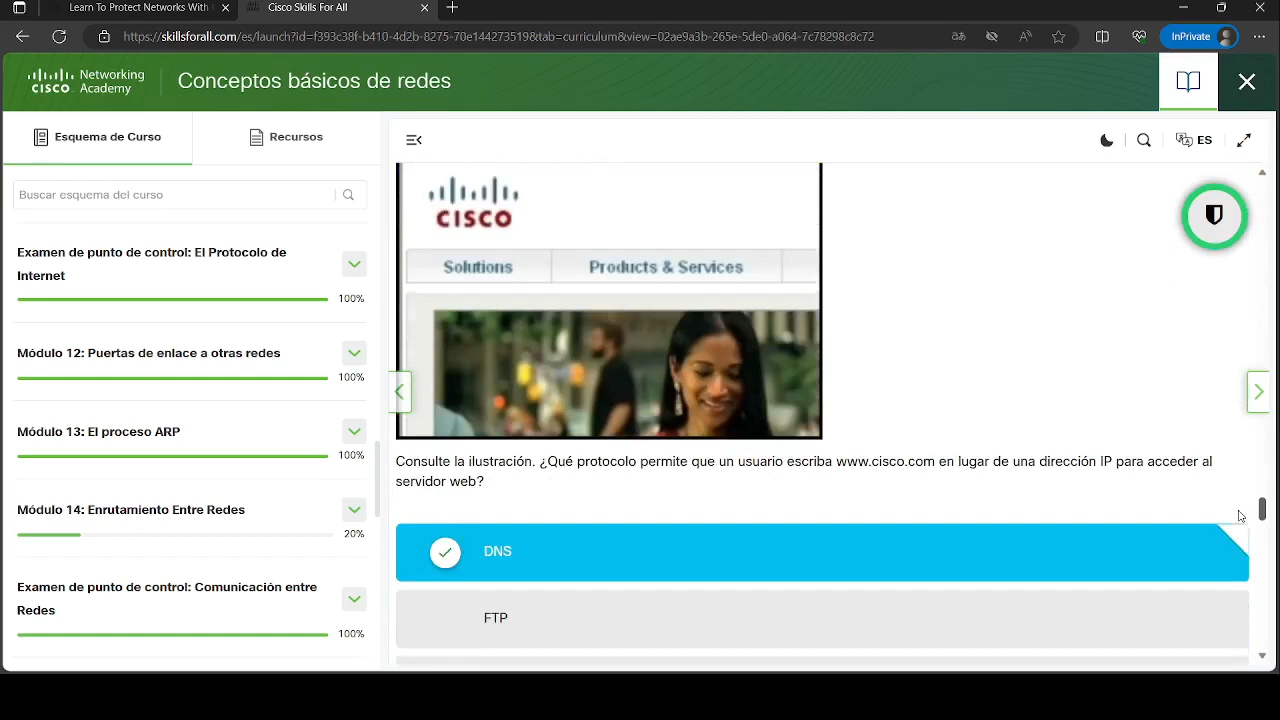 Learn To Protect Networks With
Cisco Skills For All
https://skillsforall.com/es/launch?id=f393c38f-b410-4d2b-8275-70e144273519&tab=curriculum&view=02ae9a3b-265e-5de0-a064-7c78298c8c72
InPrivate
CISCO Networking Academy
Conceptos básicos de redes
Esquema de Curso
Recursos
Buscar esquema del curso
Examen de punto de control: El Protocolo de
Internet
100%
Módulo 12: Puertas de enlace a otras redes
100%
Módulo 13: El proceso ARP
100%
Módulo 14: Enrutamiento Entre Redes
20%
Examen de punto de control: Comunicación entre
Redes
100%
ES
CISCO
Solutions
Products & Services
Consulte la ilustración. ¿Qué protocolo permite que un usuario escriba www.cisco.com en lugar de una dirección IP para acceder al
servidor web?
DNS
FTP